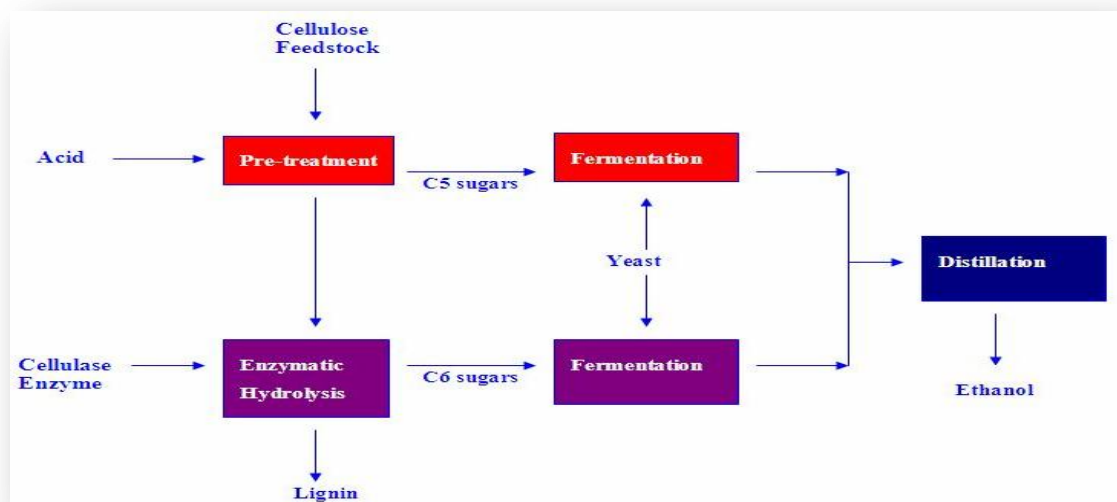 Cellulose
Feedstock
Acid
Pre-treatment
C5 sugars
Fermentation
Yeast
Distillation
Cellulase
Enzyme
Enzymatic
Hydrolysis
C6 sugars
Fermentation
Ethanol
Lignin